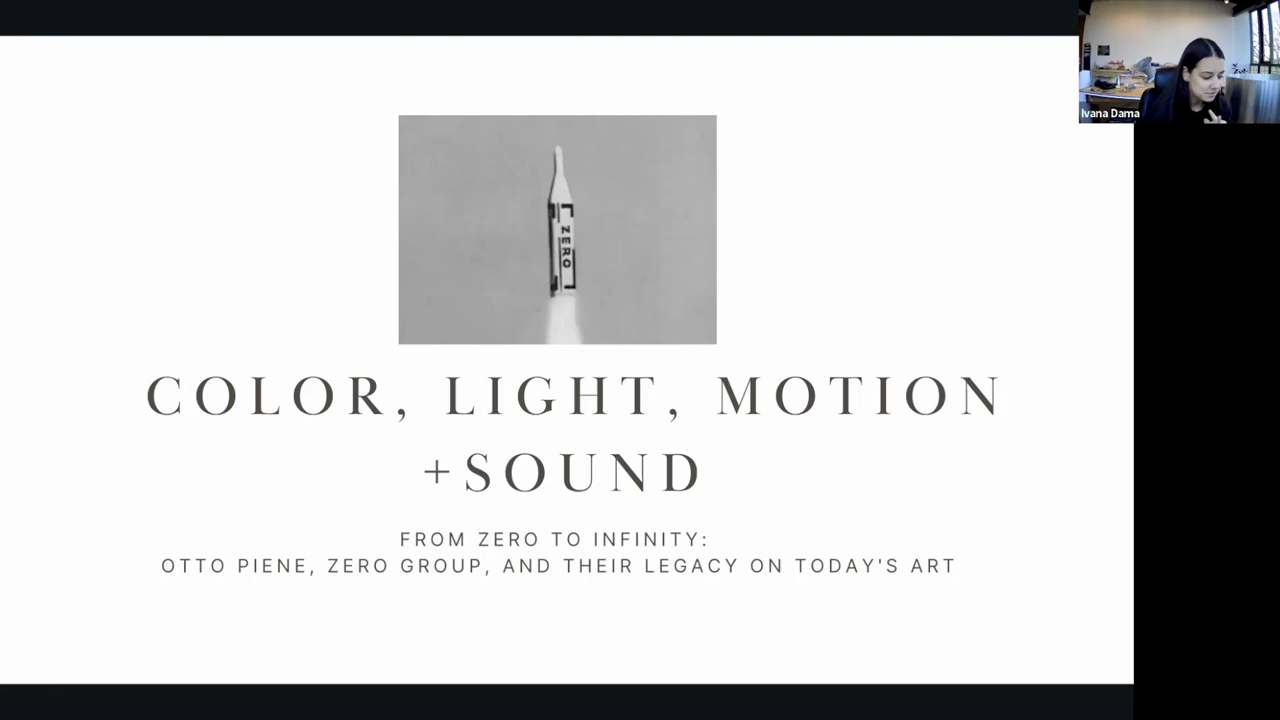 Ivana Dama
ZERO
COLOR, LIGHT, MOTION
+SOUND
FROM ZERO TO INFINITY:
OTTO PIENE, ZERO GROUP, AND THEIR LEGACY ON TODAY'S ART